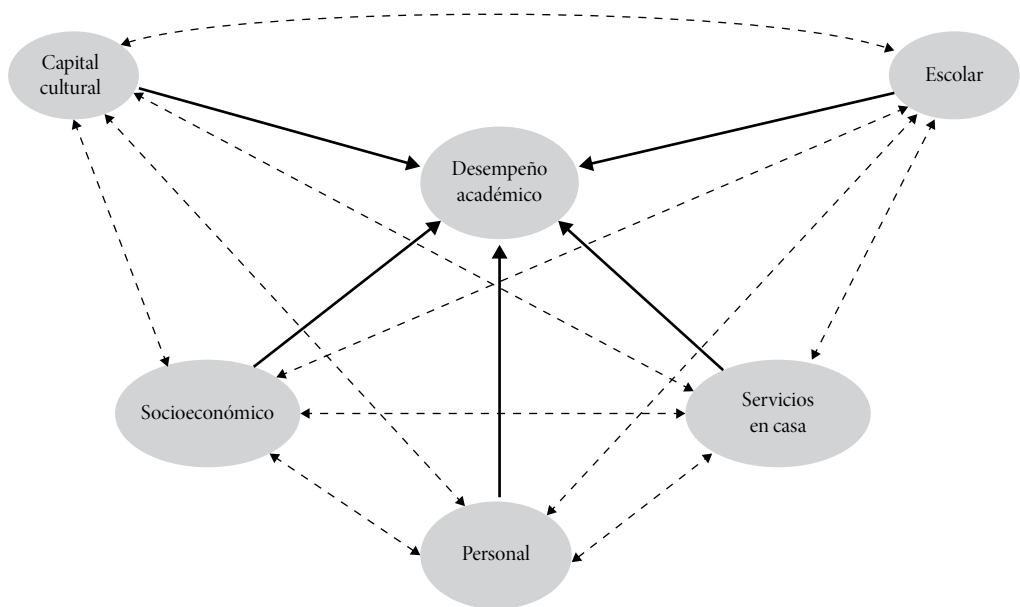 Capital
cultural
Escolar
Desempeño
académico
Socioeconómico
Servicios
en casa
Personal